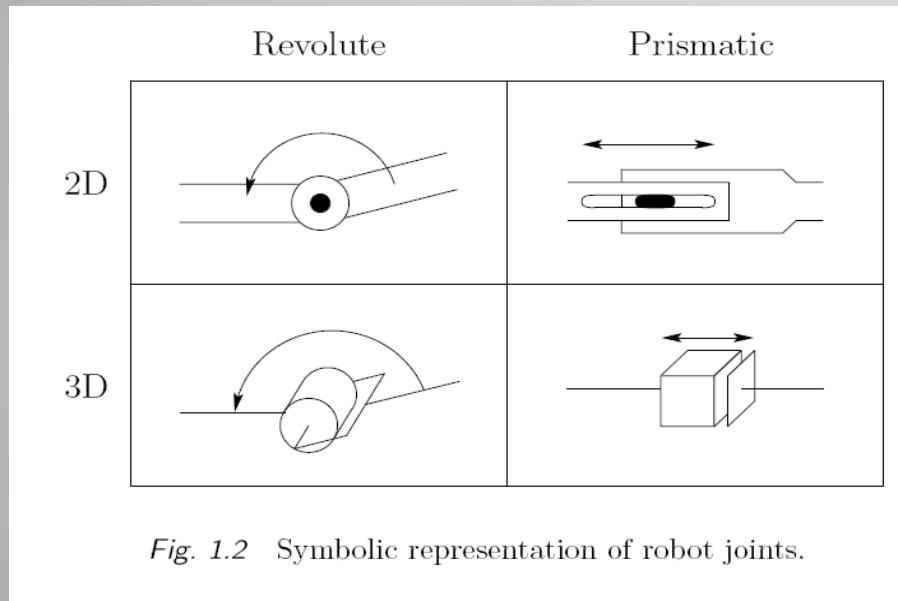 Revolute Prismatic
2D
3D
Fig. 1.2 Symbolic representation of robot joints.